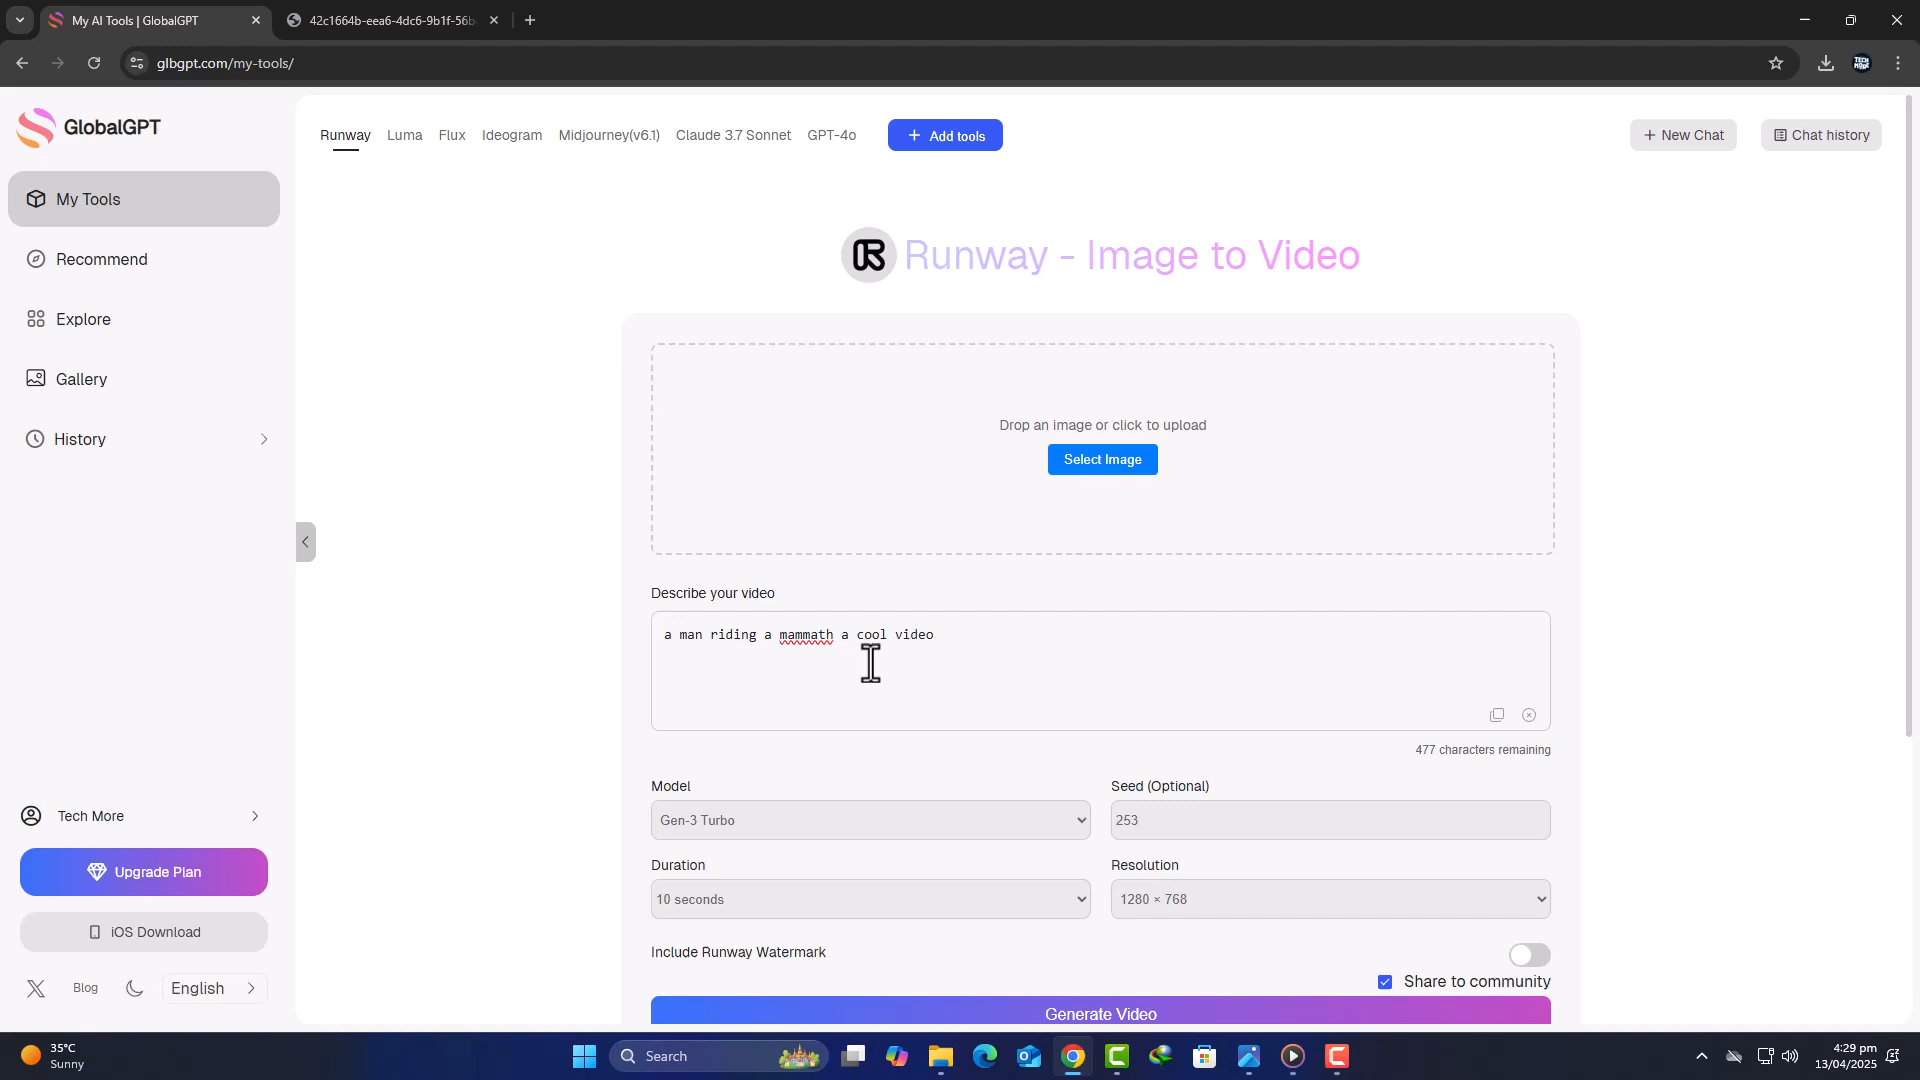 My AI Tools | GlobalGPT
42c1664b-eea6-4dc6-9b1f-56b
glbgpt.com/my-tools/
TECH MORE
GlobalGPT
Runway Luma Flux Ideogram Midjourney(v6.1) Claude 3.7 Sonnet GPT-4o
+ Add tools
+ New Chat
Chat history
My Tools
Recommend
Explore
Gallery
History
Runway - Image to Video
Drop an image or click to upload
Select Image
Describe your video
a man riding a mammath a cool video
477 characters remaining
Model
Seed (Optional)
Gen-3 Turbo
253
Duration
Resolution
10 seconds
1280 × 768
Include Runway Watermark
Share to community
Generate Video
Tech More
Upgrade Plan
iOS Download
Blog
English
35°C
Sunny
Search
4:29 pm
13/04/2025